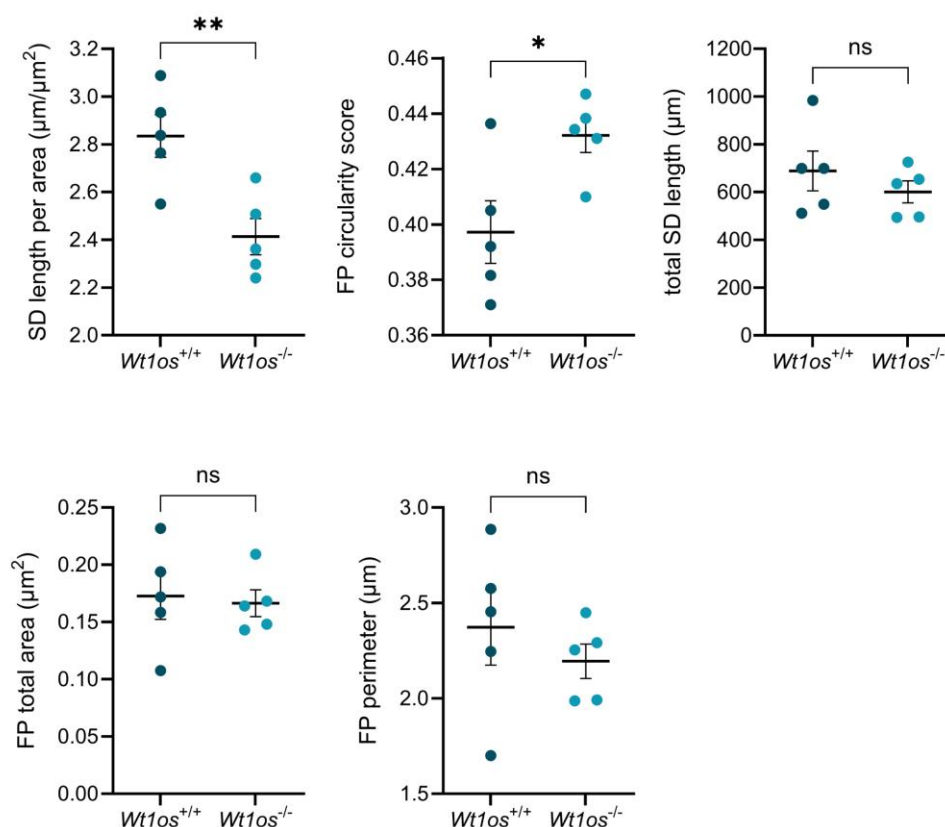 **
SD length per area (μm/μm²)
3.2
3.0
2.8
2.6
2.4
2.2
2.0
Wt1os⁺/⁺ Wt1os⁻/⁻
*
FP circularity score
0.46
0.44
0.42
0.40
0.38
0.36
Wt1os⁺/⁺ Wt1os⁻/⁻
ns
total SD length (μm)
1200
1000
800
600
400
200
0
Wt1os⁺/⁺ Wt1os⁻/⁻
ns
FP total area (μm²)
0.25
0.20
0.15
0.10
0.05
0.00
Wt1os⁺/⁺ Wt1os⁻/⁻
ns
FP perimeter (μm)
3.0
2.5
2.0
1.5
Wt1os⁺/⁺ Wt1os⁻/⁻